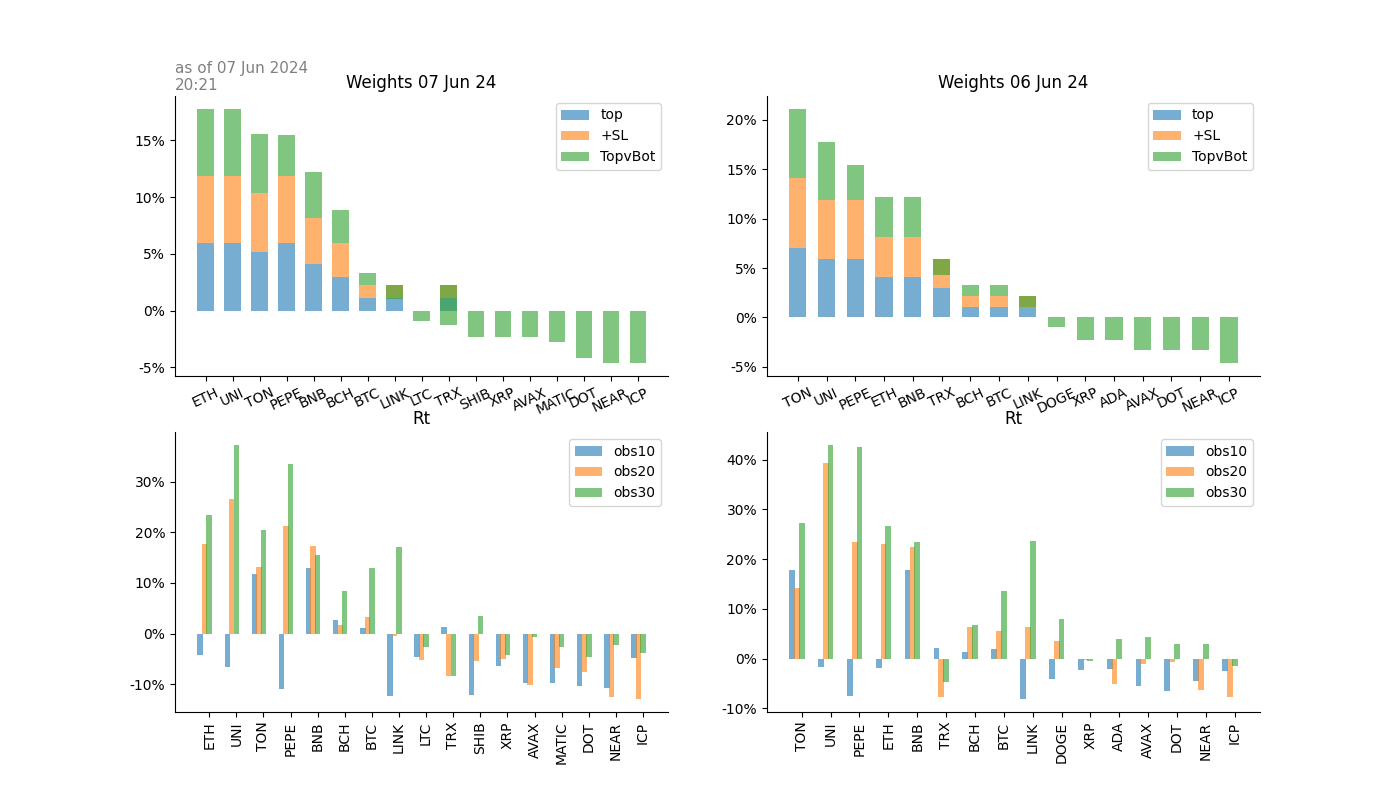 as of 07 Jun 2024
20:21
Weights 07 Jun 24
top
+SL
TopvBot
15%
10%
5%
0%
-5%
ETH UNI TON PEPE BNB BCH BTC LINK LTC TRX SHIB XRP AVAX MATIC DOT NEAR ICP
Weights 06 Jun 24
top
+SL
TopvBot
20%
15%
10%
5%
0%
-5%
TON UNI PEPE ETH BNB TRX BCH BTC LINK DOGE XRP ADA AVAX DOT NEAR ICP
Rt
obs10
obs20
obs30
30%
20%
10%
0%
-10%
ETH UNI TON PEPE BNB BCH BTC LINK LTC TRX SHIB XRP AVAX MATIC DOT NEAR ICP
Rt
obs10
obs20
obs30
40%
30%
20%
10%
0%
-10%
TON UNI PEPE ETH BNB TRX BCH BTC LINK DOGE XRP ADA AVAX DOT NEAR ICP